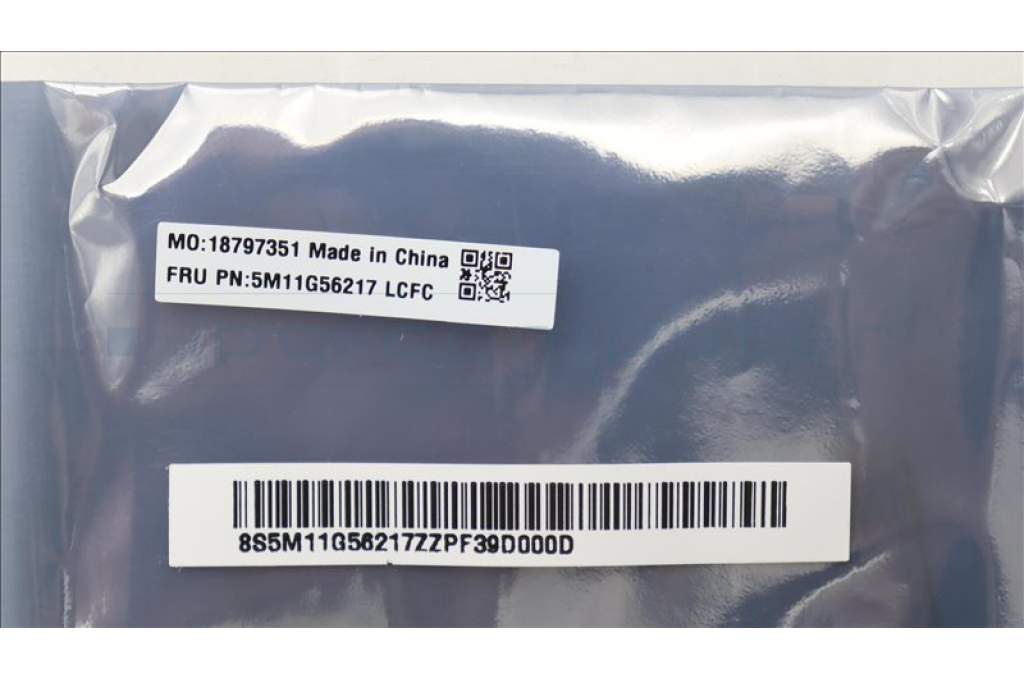 MO:18797351 Made in China
FRU PN:5M11G56217 LCFC
8S5M11G56217ZZPF39D000D